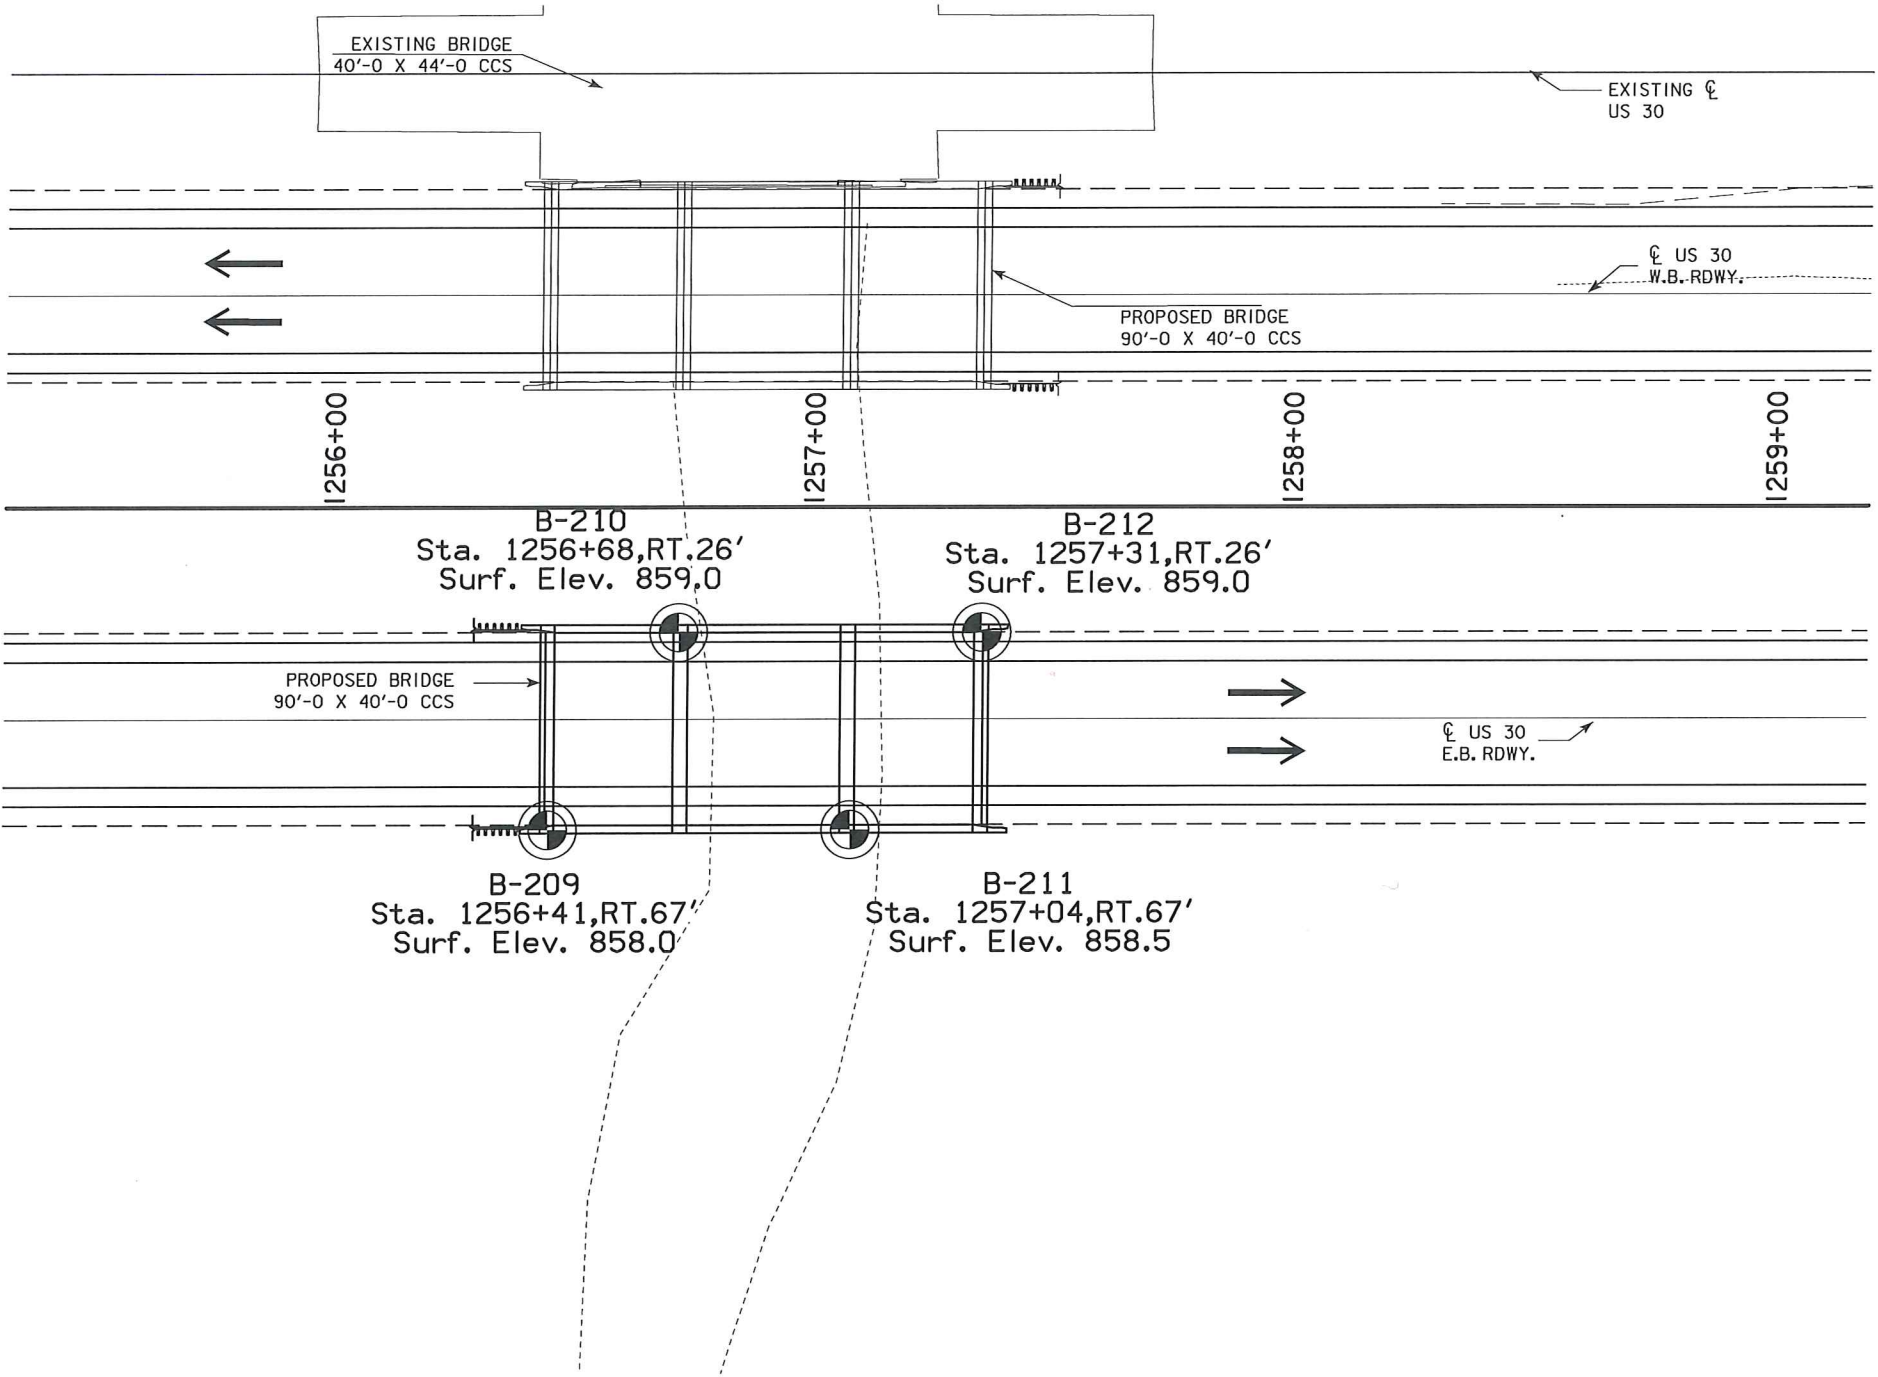 EXISTING BRIDGE
40'-0 X 44'-0 CCS
EXISTING ℄
US 30
℄ US 30
W.B. RDWY.
PROPOSED BRIDGE
90'-0 X 40'-0 CCS
1256+00
1257+00
1258+00
1259+00
B-210
Sta. 1256+68,RT.26'
Surf. Elev. 859.0
B-212
Sta. 1257+31,RT.26'
Surf. Elev. 859.0
PROPOSED BRIDGE
90'-0 X 40'-0 CCS
℄ US 30
E.B. RDWY.
B-209
Sta. 1256+41,RT.67'
Surf. Elev. 858.0
B-211
Sta. 1257+04,RT.67'
Surf. Elev. 858.5